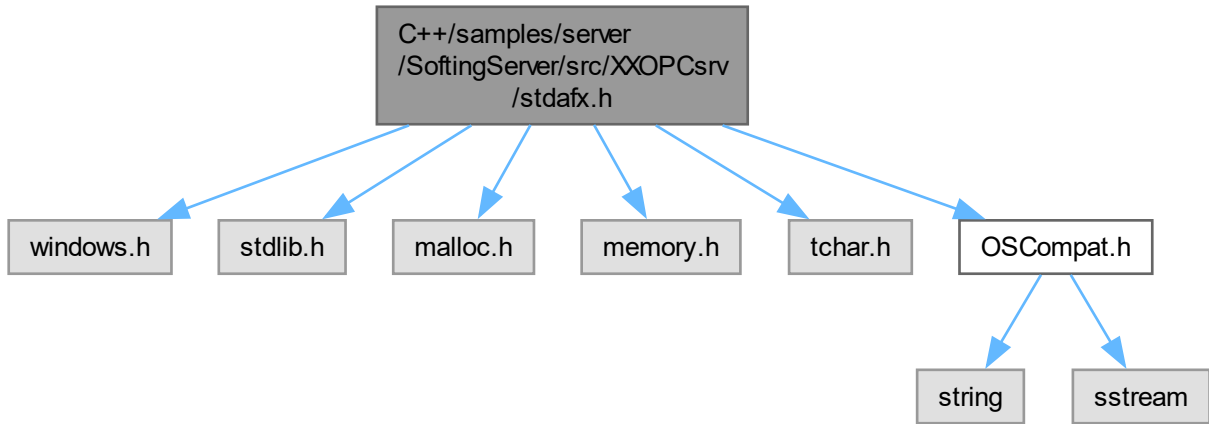 C++/samples/server
/SoftingServer/src/XXOPCsrv
/stdafx.h
windows.h
stdlib.h
malloc.h
memory.h
tchar.h
OSCompat.h
string
sstream